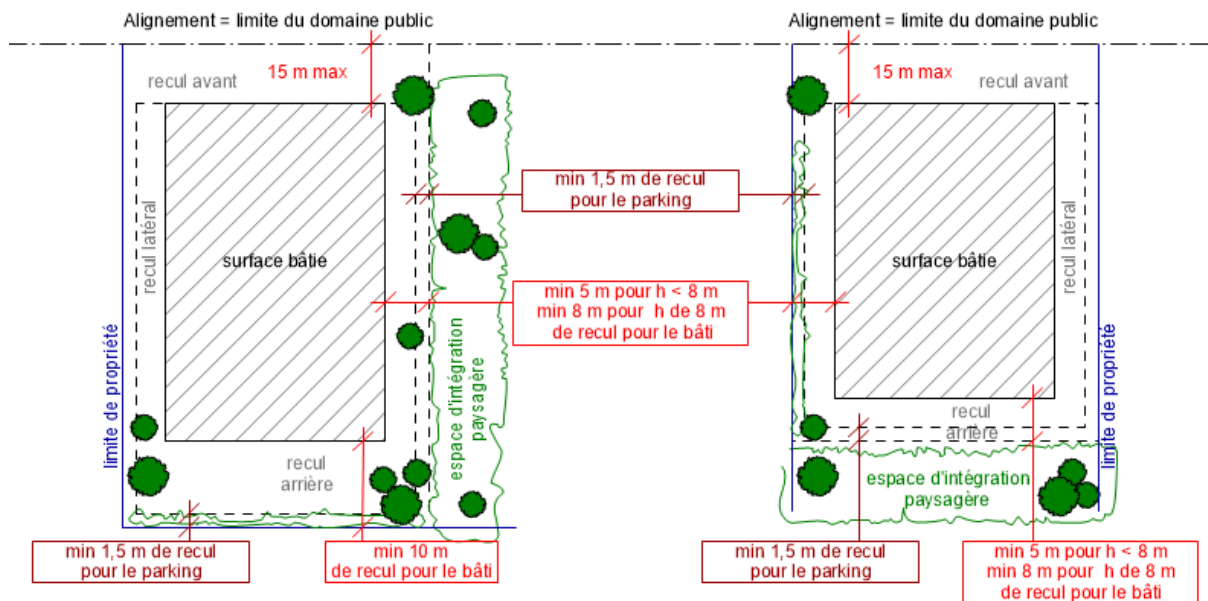 Alignement = limite du domaine public
Alignement = limite du domaine public
recul avant
15 m max
15 m max
recul avant
min 1,5 m de recul
pour le parking
recul latéral
surface bâtie
surface bâtie
recul latéral
min 5 m pour h < 8 m
min 8 m pour h de 8 m
de recul pour le bâti
limite de propriété
espace d'intégration
paysagère
limite de propriété
recul
arrière
recul
arrière
espace d'intégration
paysagère
min 1,5 m de recul
pour le parking
min 10 m
de recul pour le bâti
min 1,5 m de recul
pour le parking
min 5 m pour h < 8 m
min 8 m pour h de 8 m
de recul pour le bâti